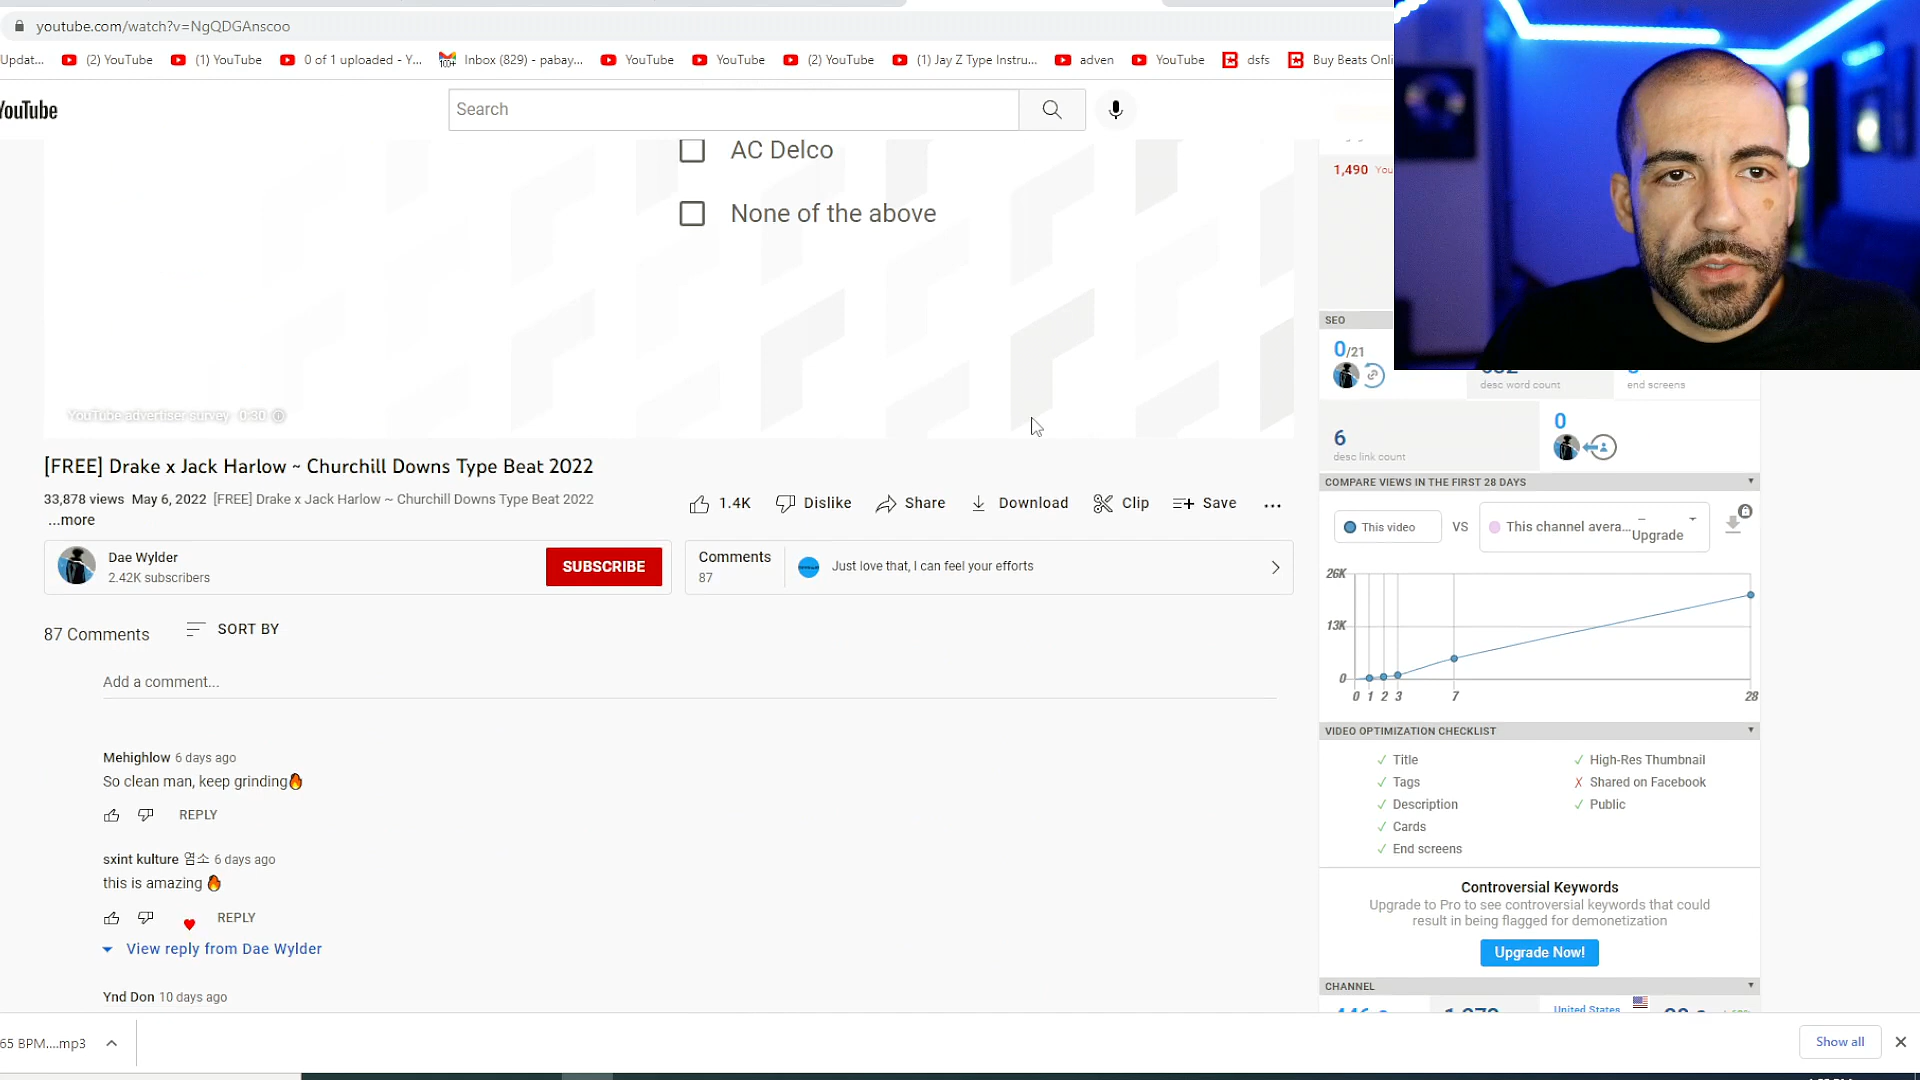 youtube.com/watch?v=NgQDGAnscoo
Updat...
(2) YouTube
(1) YouTube
0 of 1 uploaded - Y...
Inbox (829) - pabay...
YouTube
YouTube
(2) YouTube
(1) Jay Z Type Instru...
adven
YouTube
dsfs
Buy Beats Onli
YouTube
Search
AC Delco
None of the above
YouTube advertiser survey · 0:30
[FREE] Drake x Jack Harlow ~ Churchill Downs Type Beat 2022
33,878 views May 6, 2022 [FREE] Drake x Jack Harlow ~ Churchill Downs Type Beat 2022
...more
1.4K
Dislike
Share
Download
Clip
Save
Dae Wylder
2.42K subscribers
SUBSCRIBE
Comments
87
Just love that, I can feel your efforts
87 Comments
SORT BY
Add a comment...
Mehighlow 6 days ago
So clean man, keep grinding🔥
REPLY
sxint kulture 염소 6 days ago
this is amazing 🔥
REPLY
View reply from Dae Wylder
Ynd Don 10 days ago
1,490 You
SEO
0/21
desc word count
end screens
6
desc link count
0
COMPARE VIEWS IN THE FIRST 28 DAYS
This video
VS
This channel avera...
Upgrade
26K
13K
0
0 1 2 3 7 28
VIDEO OPTIMIZATION CHECKLIST
✓ Title
✓ Tags
✓ Description
✓ Cards
✓ End screens
✓ High-Res Thumbnail
✗ Shared on Facebook
✓ Public
Controversial Keywords
Upgrade to Pro to see controversial keywords that could
result in being flagged for demonetization
Upgrade Now!
CHANNEL
United States
65 BPM....mp3
Show all